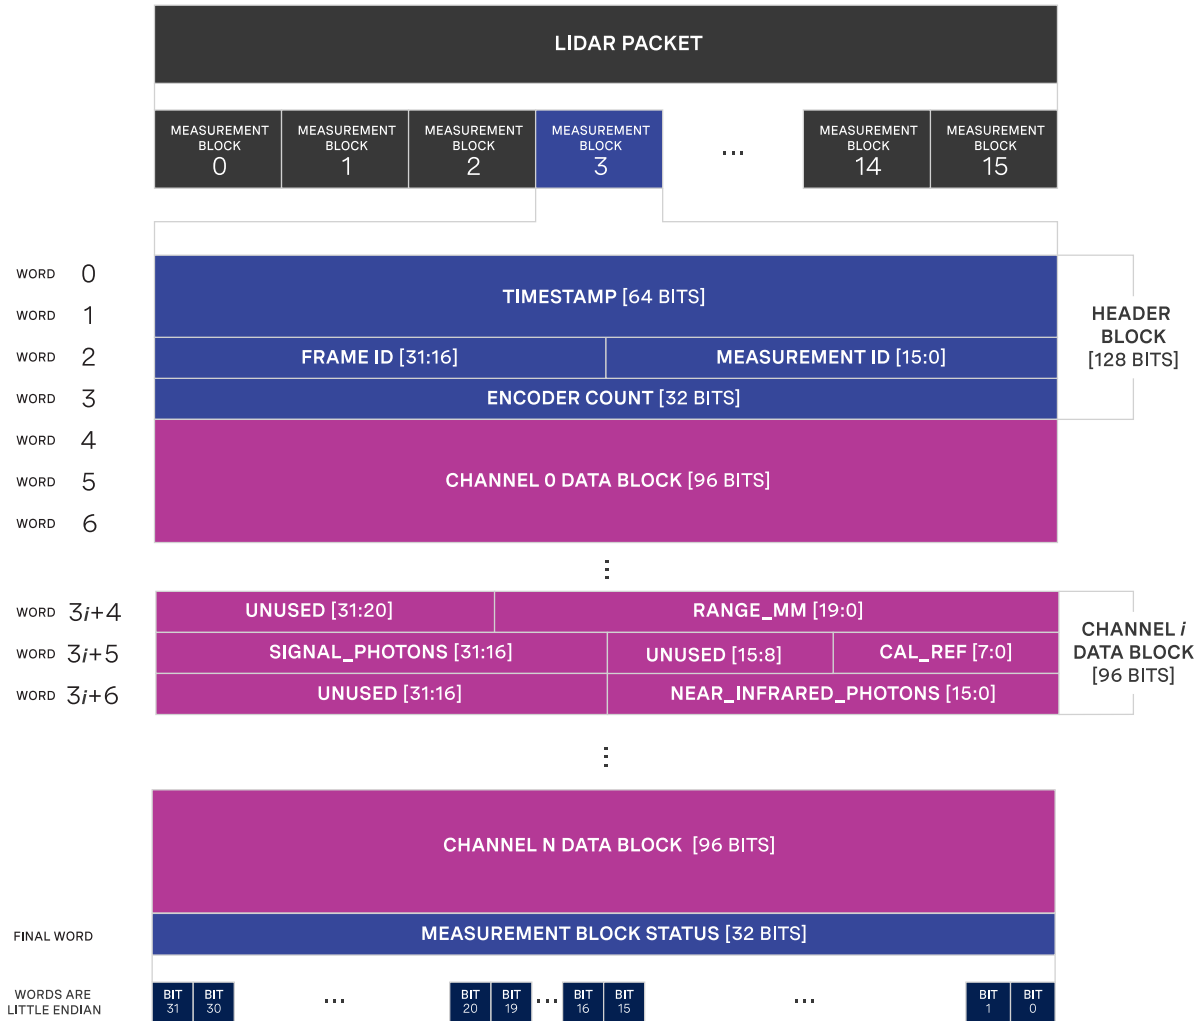 LIDAR PACKET
MEASUREMENT BLOCK 0
MEASUREMENT BLOCK 1
MEASUREMENT BLOCK 2
MEASUREMENT BLOCK 3
...
MEASUREMENT BLOCK 14
MEASUREMENT BLOCK 15
WORD 0
WORD 1
TIMESTAMP [64 BITS]
WORD 2
FRAME ID [31:16]
MEASUREMENT ID [15:0]
WORD 3
ENCODER COUNT [32 BITS]
HEADER
BLOCK
[128 BITS]
WORD 4
WORD 5
WORD 6
CHANNEL 0 DATA BLOCK [96 BITS]
WORD 3i+4
UNUSED [31:20]
RANGE_MM [19:0]
WORD 3i+5
SIGNAL_PHOTONS [31:16]
UNUSED [15:8]
CAL_REF [7:0]
WORD 3i+6
UNUSED [31:16]
NEAR_INFRARED_PHOTONS [15:0]
CHANNEL i
DATA BLOCK
[96 BITS]
CHANNEL N DATA BLOCK [96 BITS]
FINAL WORD
MEASUREMENT BLOCK STATUS [32 BITS]
WORDS ARE
LITTLE ENDIAN
BIT 31
BIT 30
...
BIT 20
BIT 19
...
BIT 16
BIT 15
...
BIT 1
BIT 0